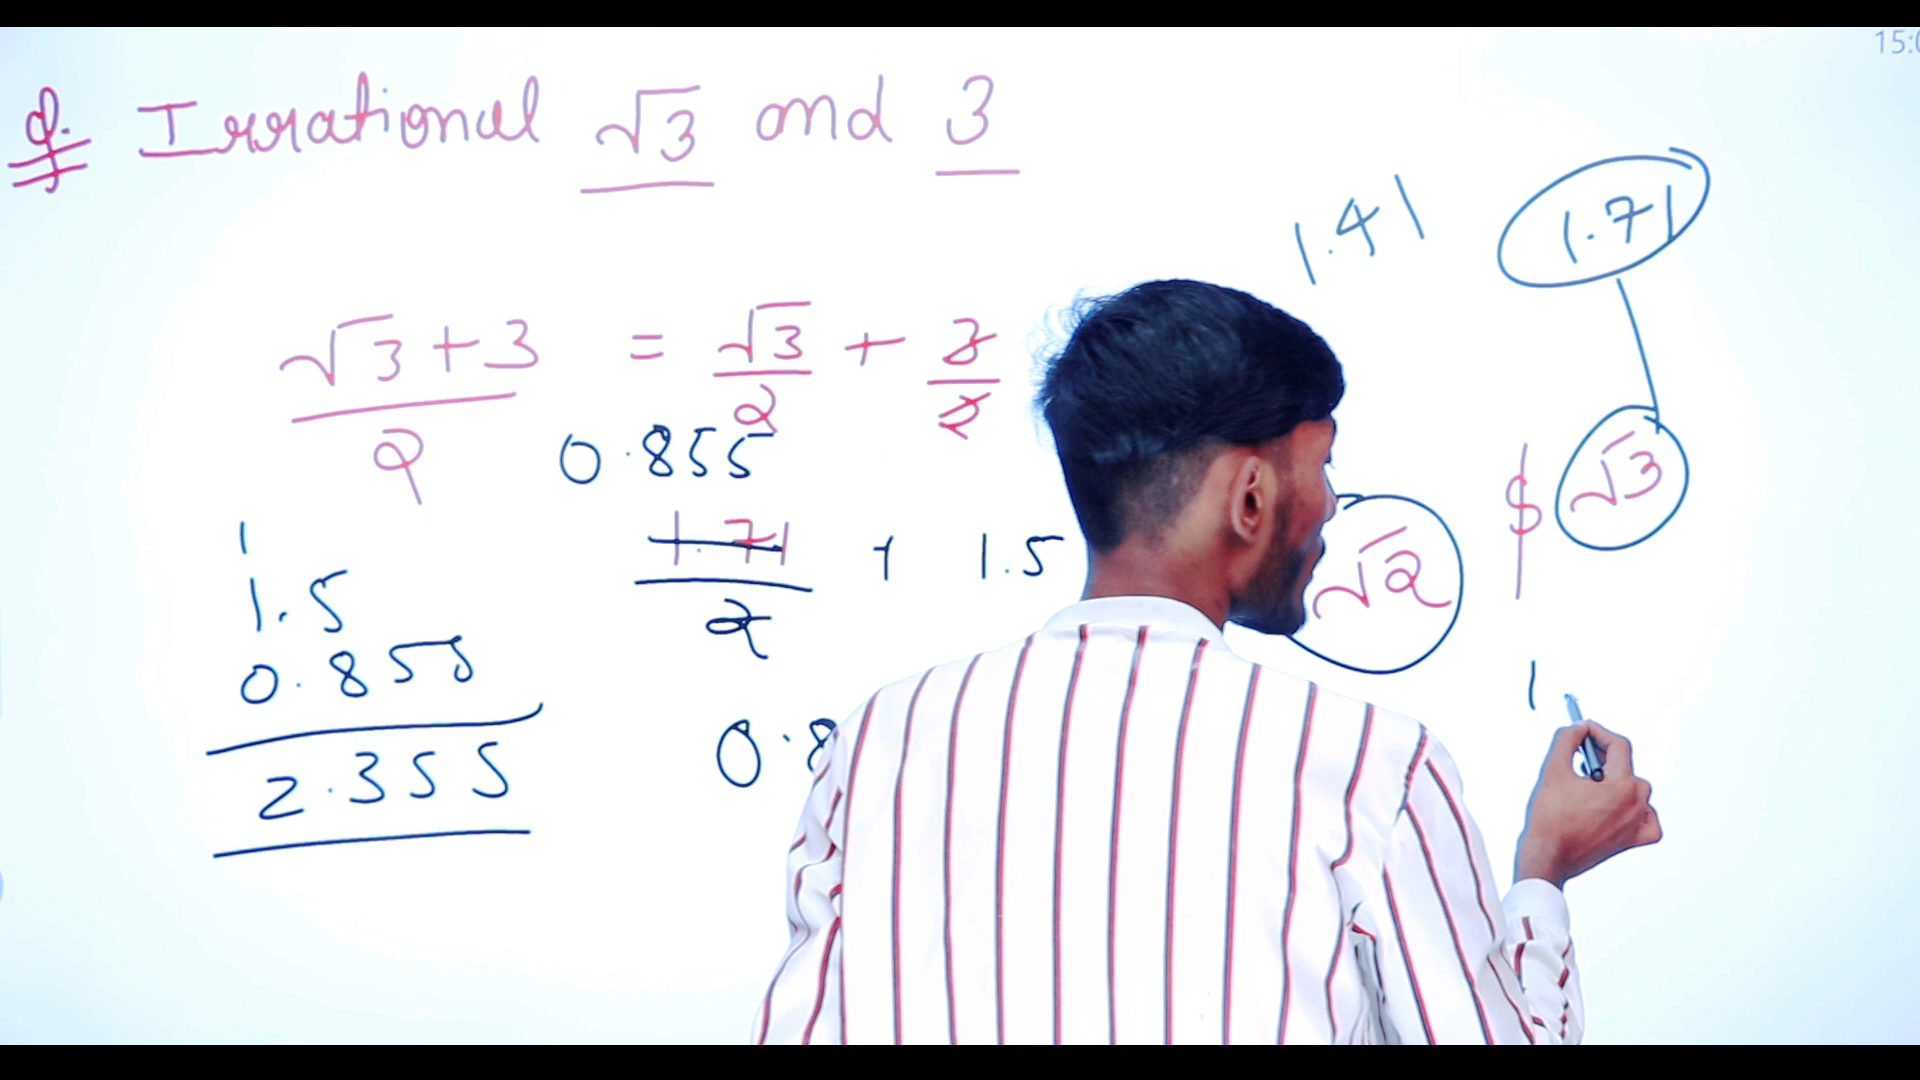 Q. Irrational √3 and 3
15:0
1.41
1.71
√3+3/2 = √3/2 + 3/2
0.855
1.71/2 + 1.5
√2 & √3
1
1.5
0.855
2.355
0.8
1